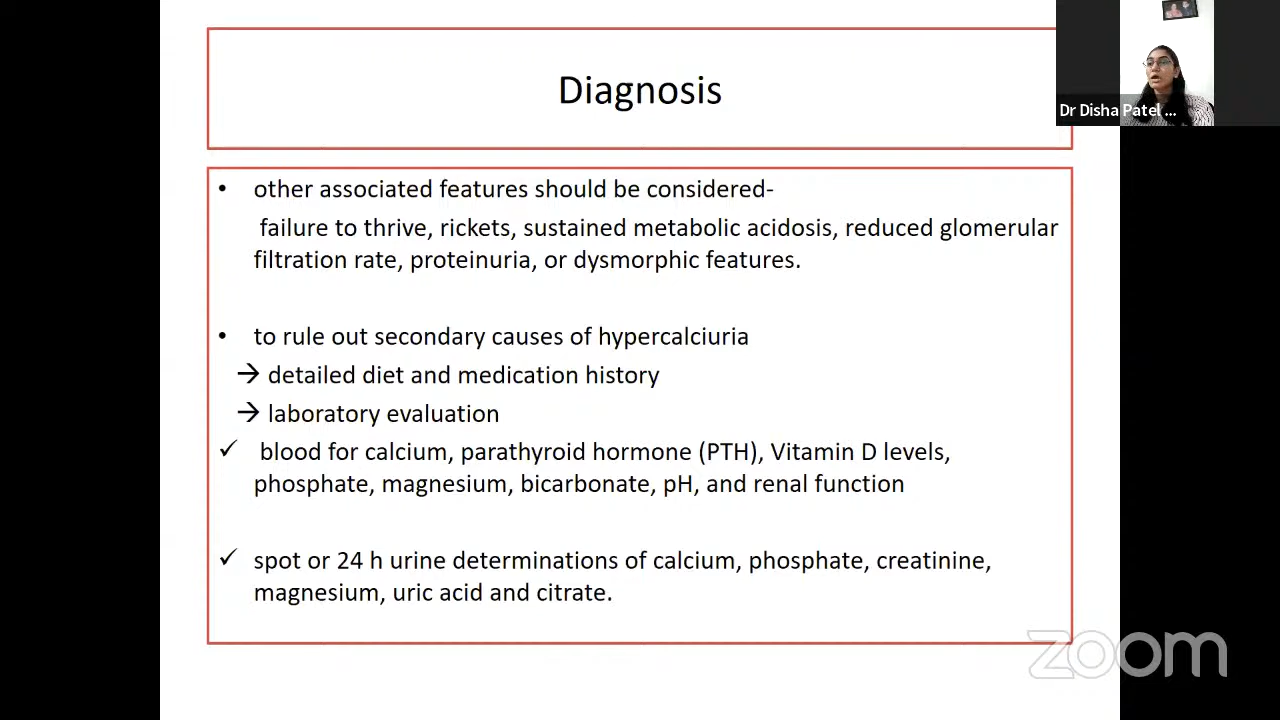 Diagnosis
Dr Disha Patel ...
• other associated features should be considered-
failure to thrive, rickets, sustained metabolic acidosis, reduced glomerular
filtration rate, proteinuria, or dysmorphic features.
• to rule out secondary causes of hypercalciuria
→ detailed diet and medication history
→ laboratory evaluation
✓ blood for calcium, parathyroid hormone (PTH), Vitamin D levels,
phosphate, magnesium, bicarbonate, pH, and renal function
✓ spot or 24 h urine determinations of calcium, phosphate, creatinine,
magnesium, uric acid and citrate.
zoom